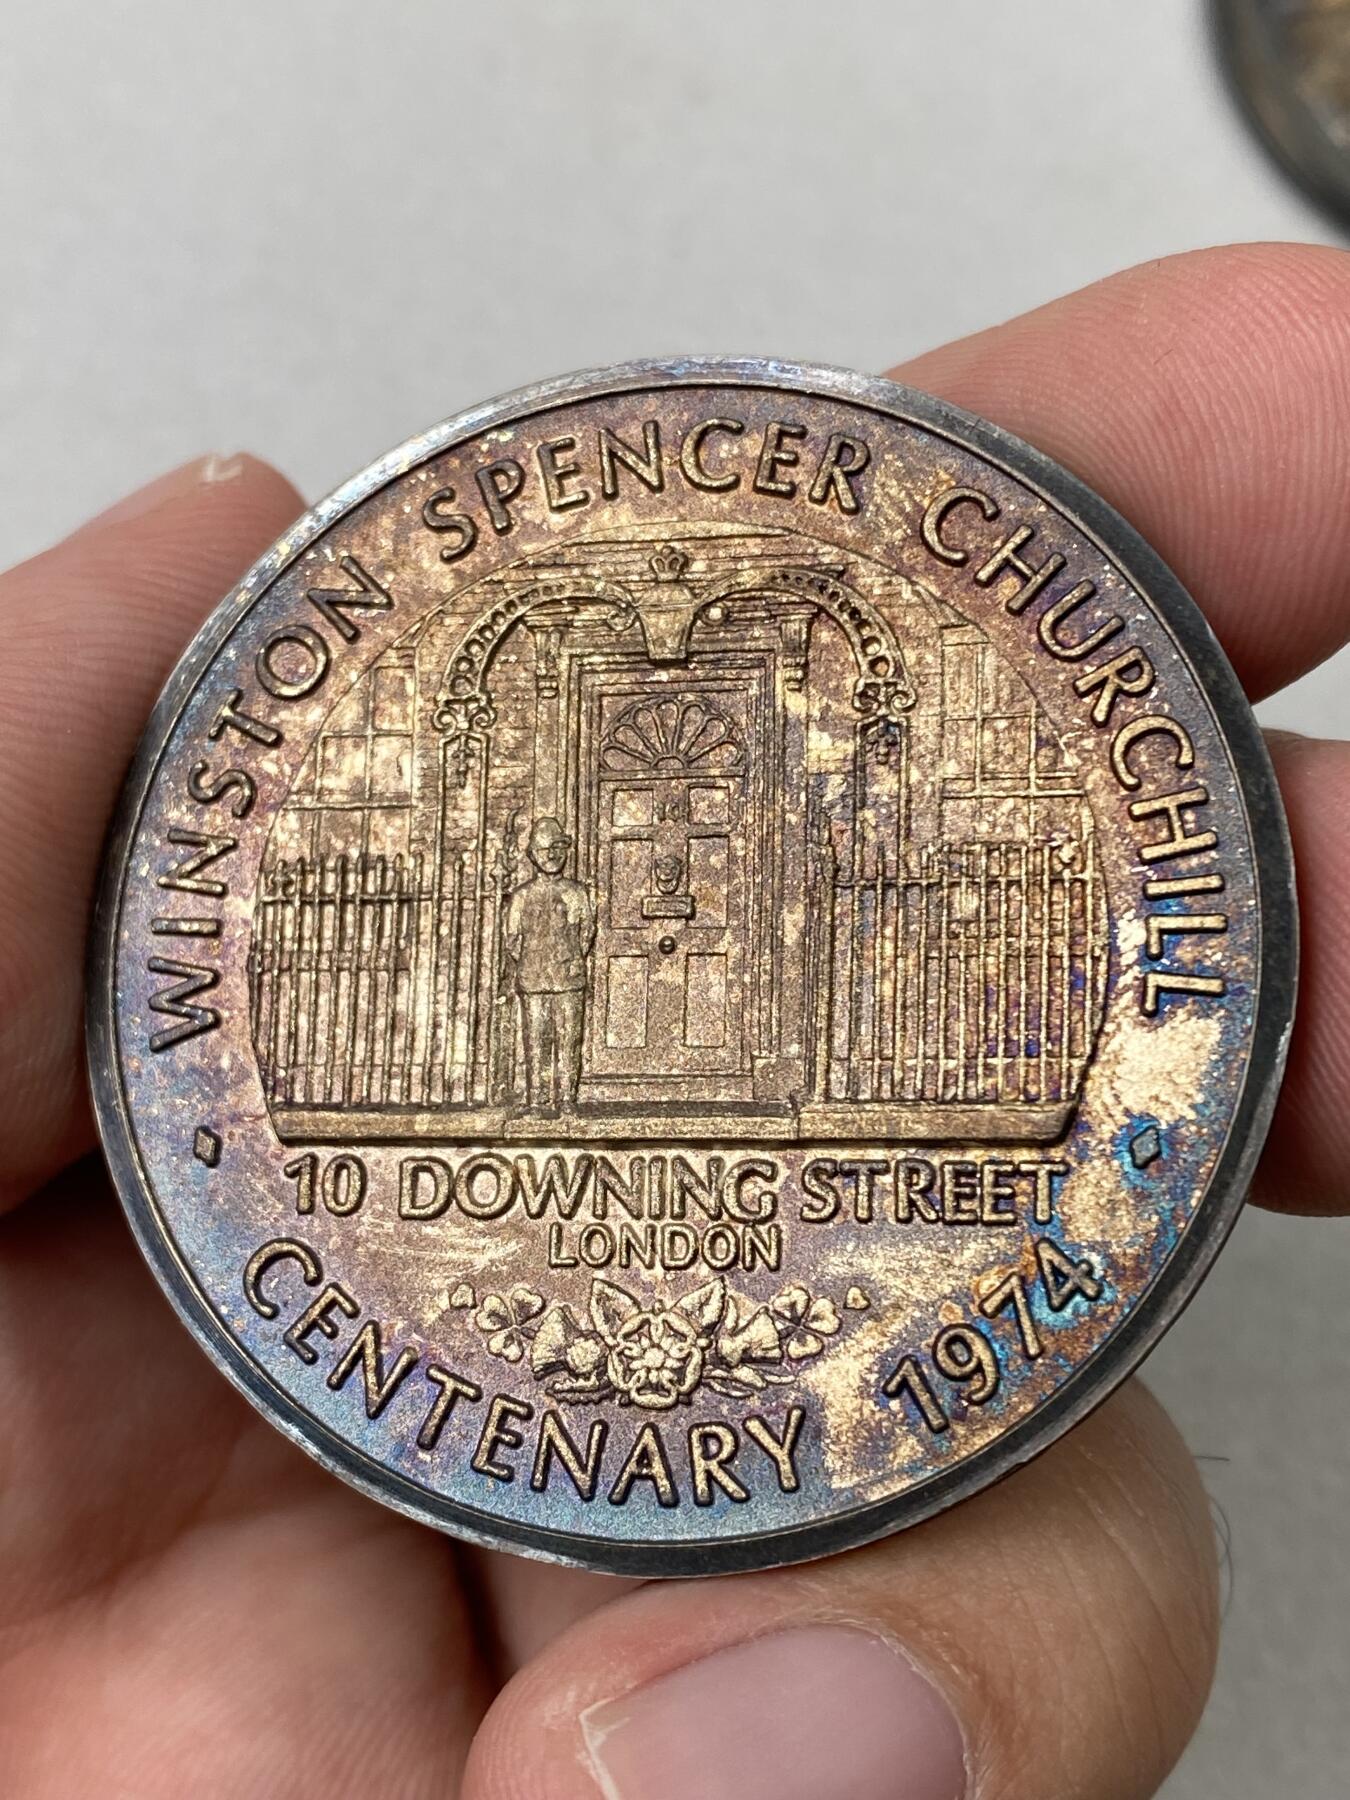 WINSTON SPENCER CHURCHILL
10 DOWNING STREET
LONDON
CENTENARY 1974